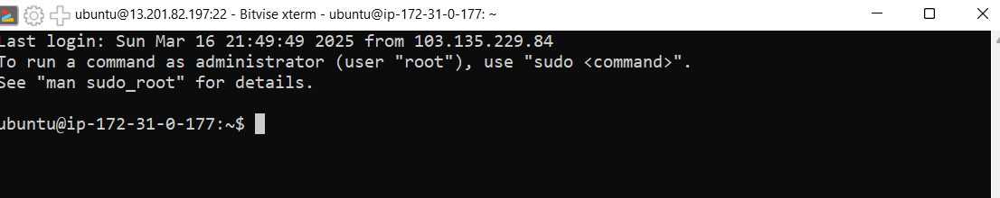 ubuntu@13.201.82.197:22 - Bitvise xterm - ubuntu@ip-172-31-0-177: ~
Last login: Sun Mar 16 21:49:49 2025 from 103.135.229.84
To run a command as administrator (user "root"), use "sudo <command>".
See "man sudo_root" for details.
ubuntu@ip-172-31-0-177:~$